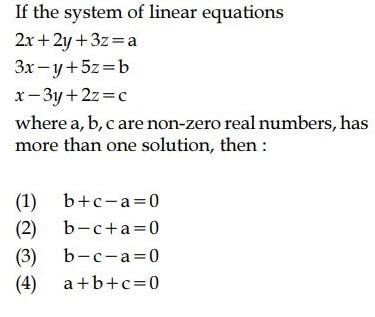 If the system of linear equations
2x+2y+3z=a
3x−y+5z=b
x−3y+2z=c
where a, b, c are non-zero real numbers, has
more than one solution, then :
(1) b+c−a=0
(2) b−c+a=0
(3) b−c−a=0
(4) a+b+c=0